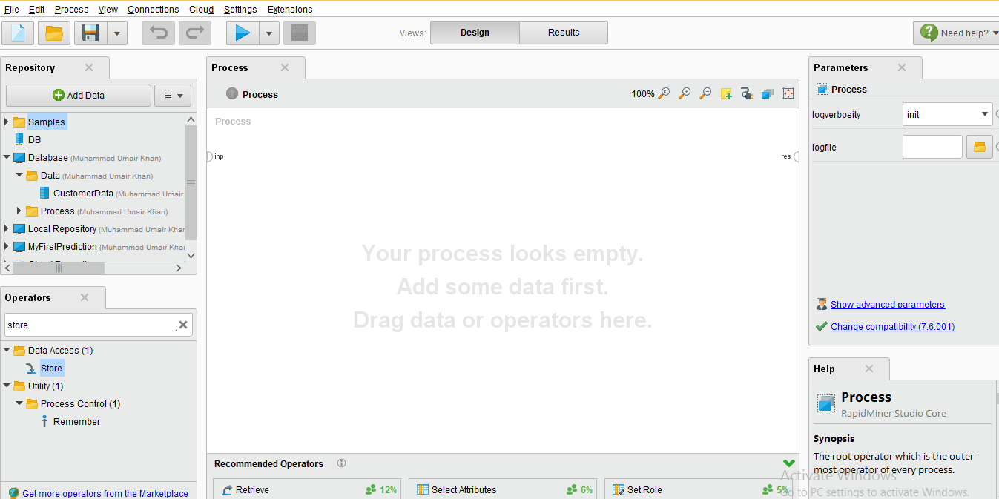 File Edit Process View Connections Cloud Settings Extensions
Views: Design Results
Need help?
Repository
Add Data
Samples
DB
Database (Muhammad Umair Khan)
Data (Muhammad Umair Khan)
CustomerData (Muhammad Umair
Process (Muhammad Umair Khan)
Local Repository (Muhammad Umair Khan
MyFirstPrediction (Muhammad Umair Kha
Operators
store
Data Access (1)
Store
Utility (1)
Process Control (1)
Remember
Get more operators from the Marketplace
Process
Process
100%
Process
inp
res
Your process looks empty.
Add some data first.
Drag data or operators here.
Recommended Operators
Retrieve 12%
Select Attributes 6%
Set Role 5%
Parameters
Process
logverbosity init
logfile
Show advanced parameters
Change compatibility (7.6.001)
Help
Process
RapidMiner Studio Core
Synopsis
The root operator which is the outer
most operator of every process.
Activate Windows
Go to PC settings to activate Windows.